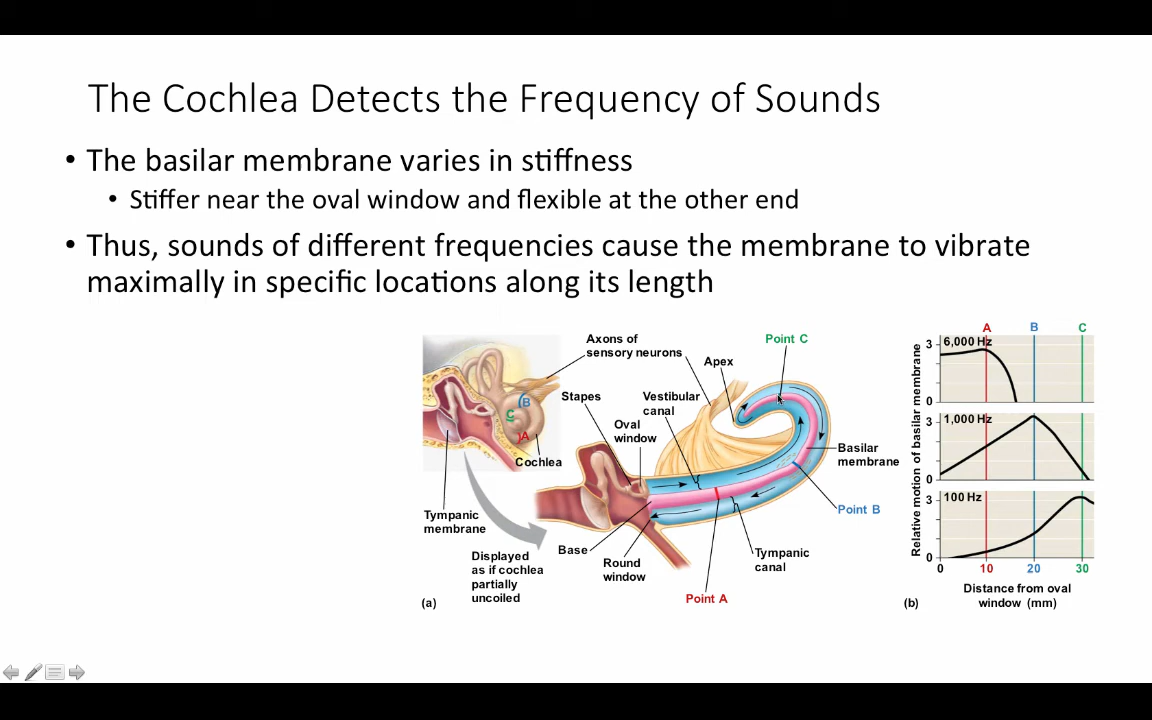 The Cochlea Detects the Frequency of Sounds
• The basilar membrane varies in stiffness
• Stiffer near the oval window and flexible at the other end
• Thus, sounds of different frequencies cause the membrane to vibrate
maximally in specific locations along its length
Axons of
sensory neurons
Point C
Apex
Stapes
Vestibular
canal
Oval
window
B
C
A
Cochlea
Basilar
membrane
Tympanic
membrane
Point B
Displayed
as if cochlea
partially
uncoiled
Base
Round
window
Tympanic
canal
Point A
(a)
A B C
Relative motion of basilar membrane
3
6,000 Hz
0
3
1,000 Hz
0
3
100 Hz
0
0 10 20 30
Distance from oval
window (mm)
(b)